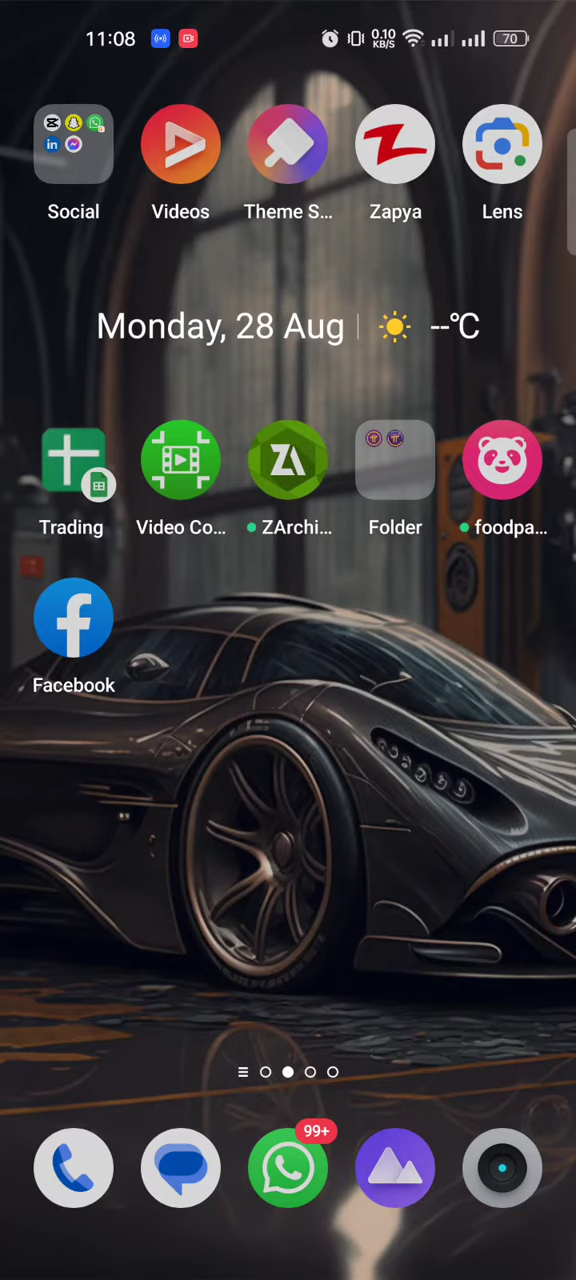 11:08
0.10
KB/S
70
Social
Videos
Theme S...
Zapya
Lens
Monday, 28 Aug
--°C
Trading
Video Co...
ZArchi...
Folder
foodpa...
Facebook
99+